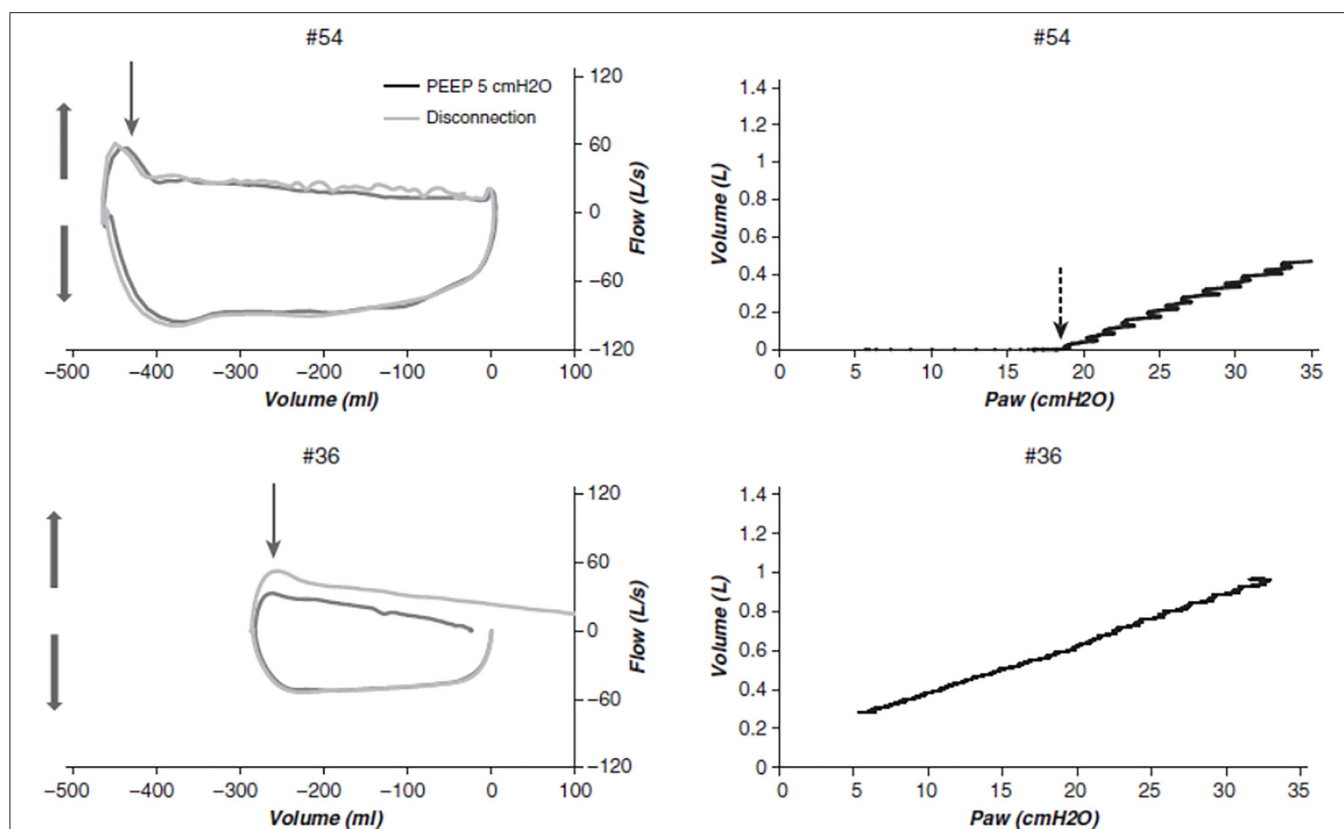 #54
PEEP 5 cmH2O
Disconnection
120
60
0
−60
−120
Flow (L/s)
−500 −400 −300 −200 −100 0 100
Volume (ml)
#54
1.4
1.2
1
0.8
0.6
0.4
0.2
0
Volume (L)
0 5 10 15 20 25 30 35
Paw (cmH2O)
#36
120
60
0
−60
−120
Flow (L/s)
−500 −400 −300 −200 −100 0 100
Volume (ml)
#36
1.4
1.2
1
0.8
0.6
0.4
0.2
0
Volume (L)
0 5 10 15 20 25 30 35
Paw (cmH2O)